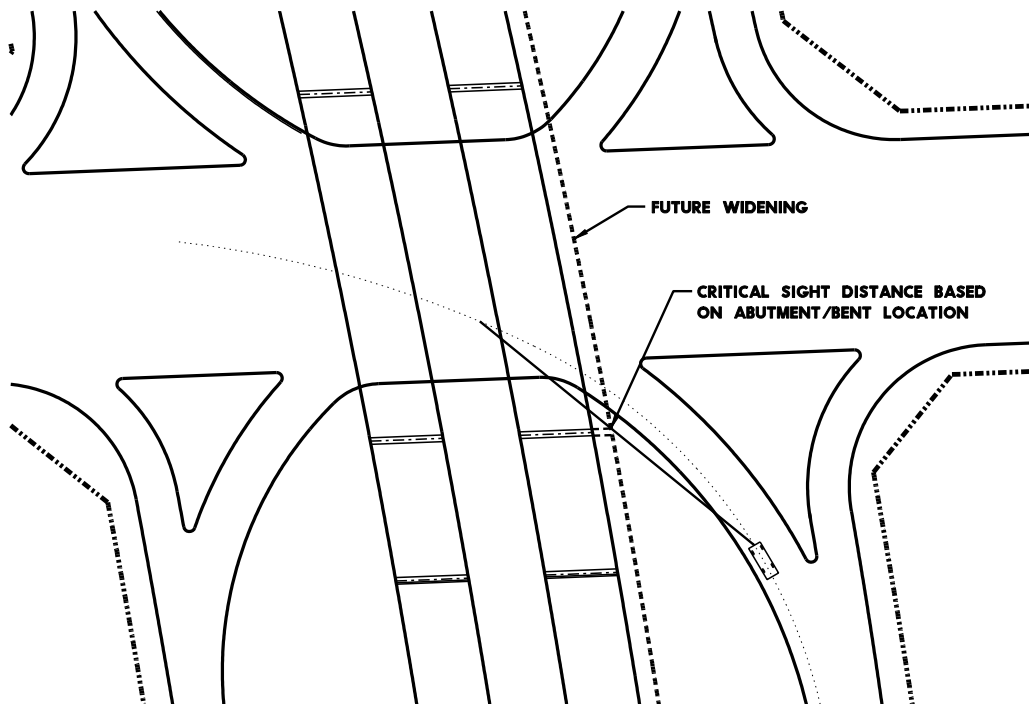 FUTURE WIDENING
CRITICAL SIGHT DISTANCE BASED
ON ABUTMENT/BENT LOCATION